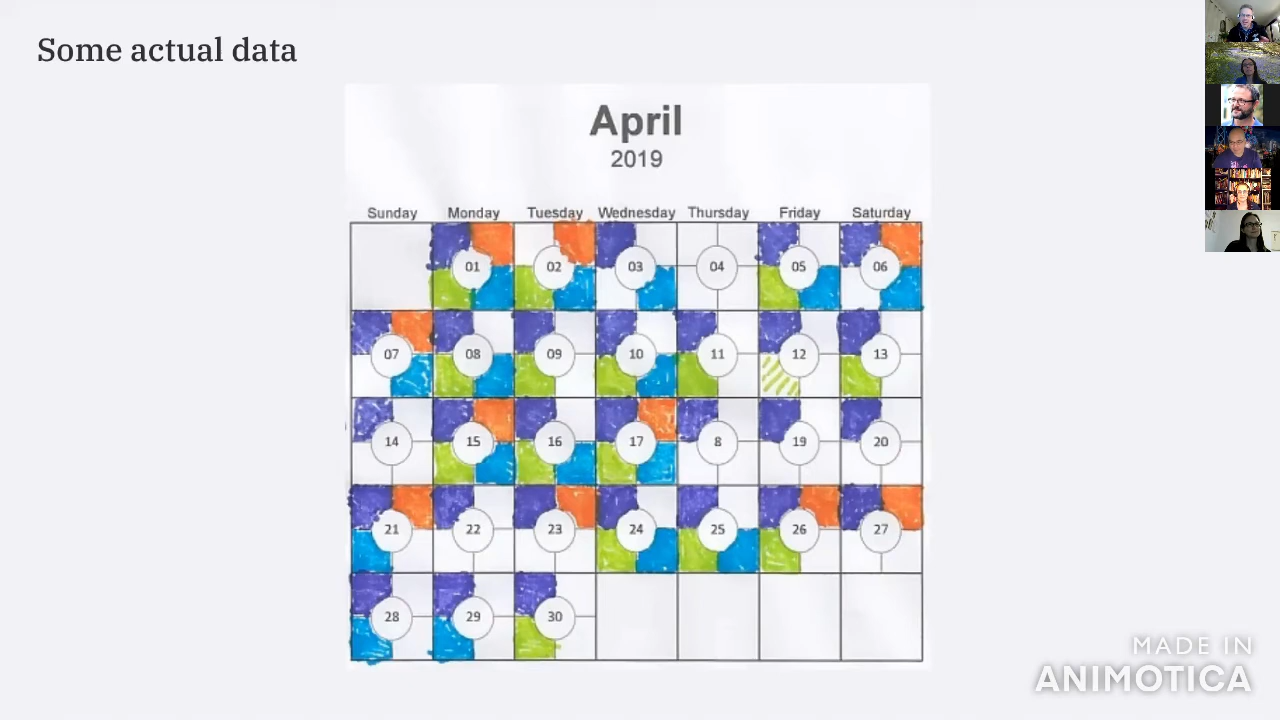 Some actual data
April
2019
Sunday Monday Tuesday Wednesday Thursday Friday Saturday
01 02 03 04 05 06
07 08 09 10 11 12 13
14 15 16 17 8 19 20
21 22 23 24 25 26 27
28 29 30
MADE IN
ANIMOTICA